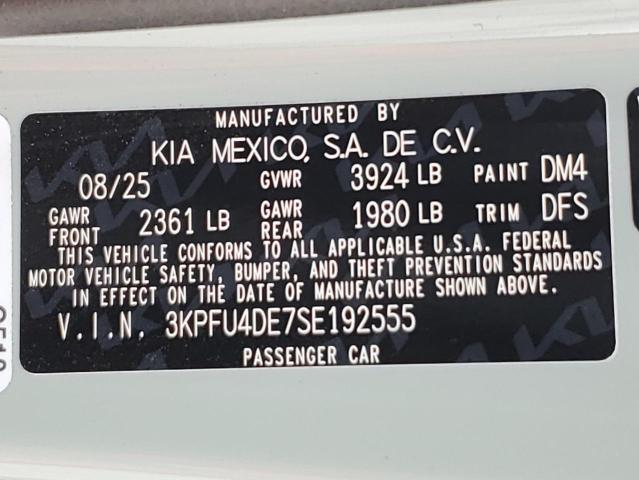 MANUFACTURED BY
KIA MEXICO, S.A. DE C.V.
08/25 GVWR 3924 LB PAINT DM4
GAWR FRONT 2361 LB GAWR REAR 1980 LB TRIM DFS
THIS VEHICLE CONFORMS TO ALL APPLICABLE U.S.A. FEDERAL
MOTOR VEHICLE SAFETY, BUMPER, AND THEFT PREVENTION STANDARDS
IN EFFECT ON THE DATE OF MANUFACTURE SHOWN ABOVE.
V.I.N. 3KPFU4DE7SE192555
PASSENGER CAR